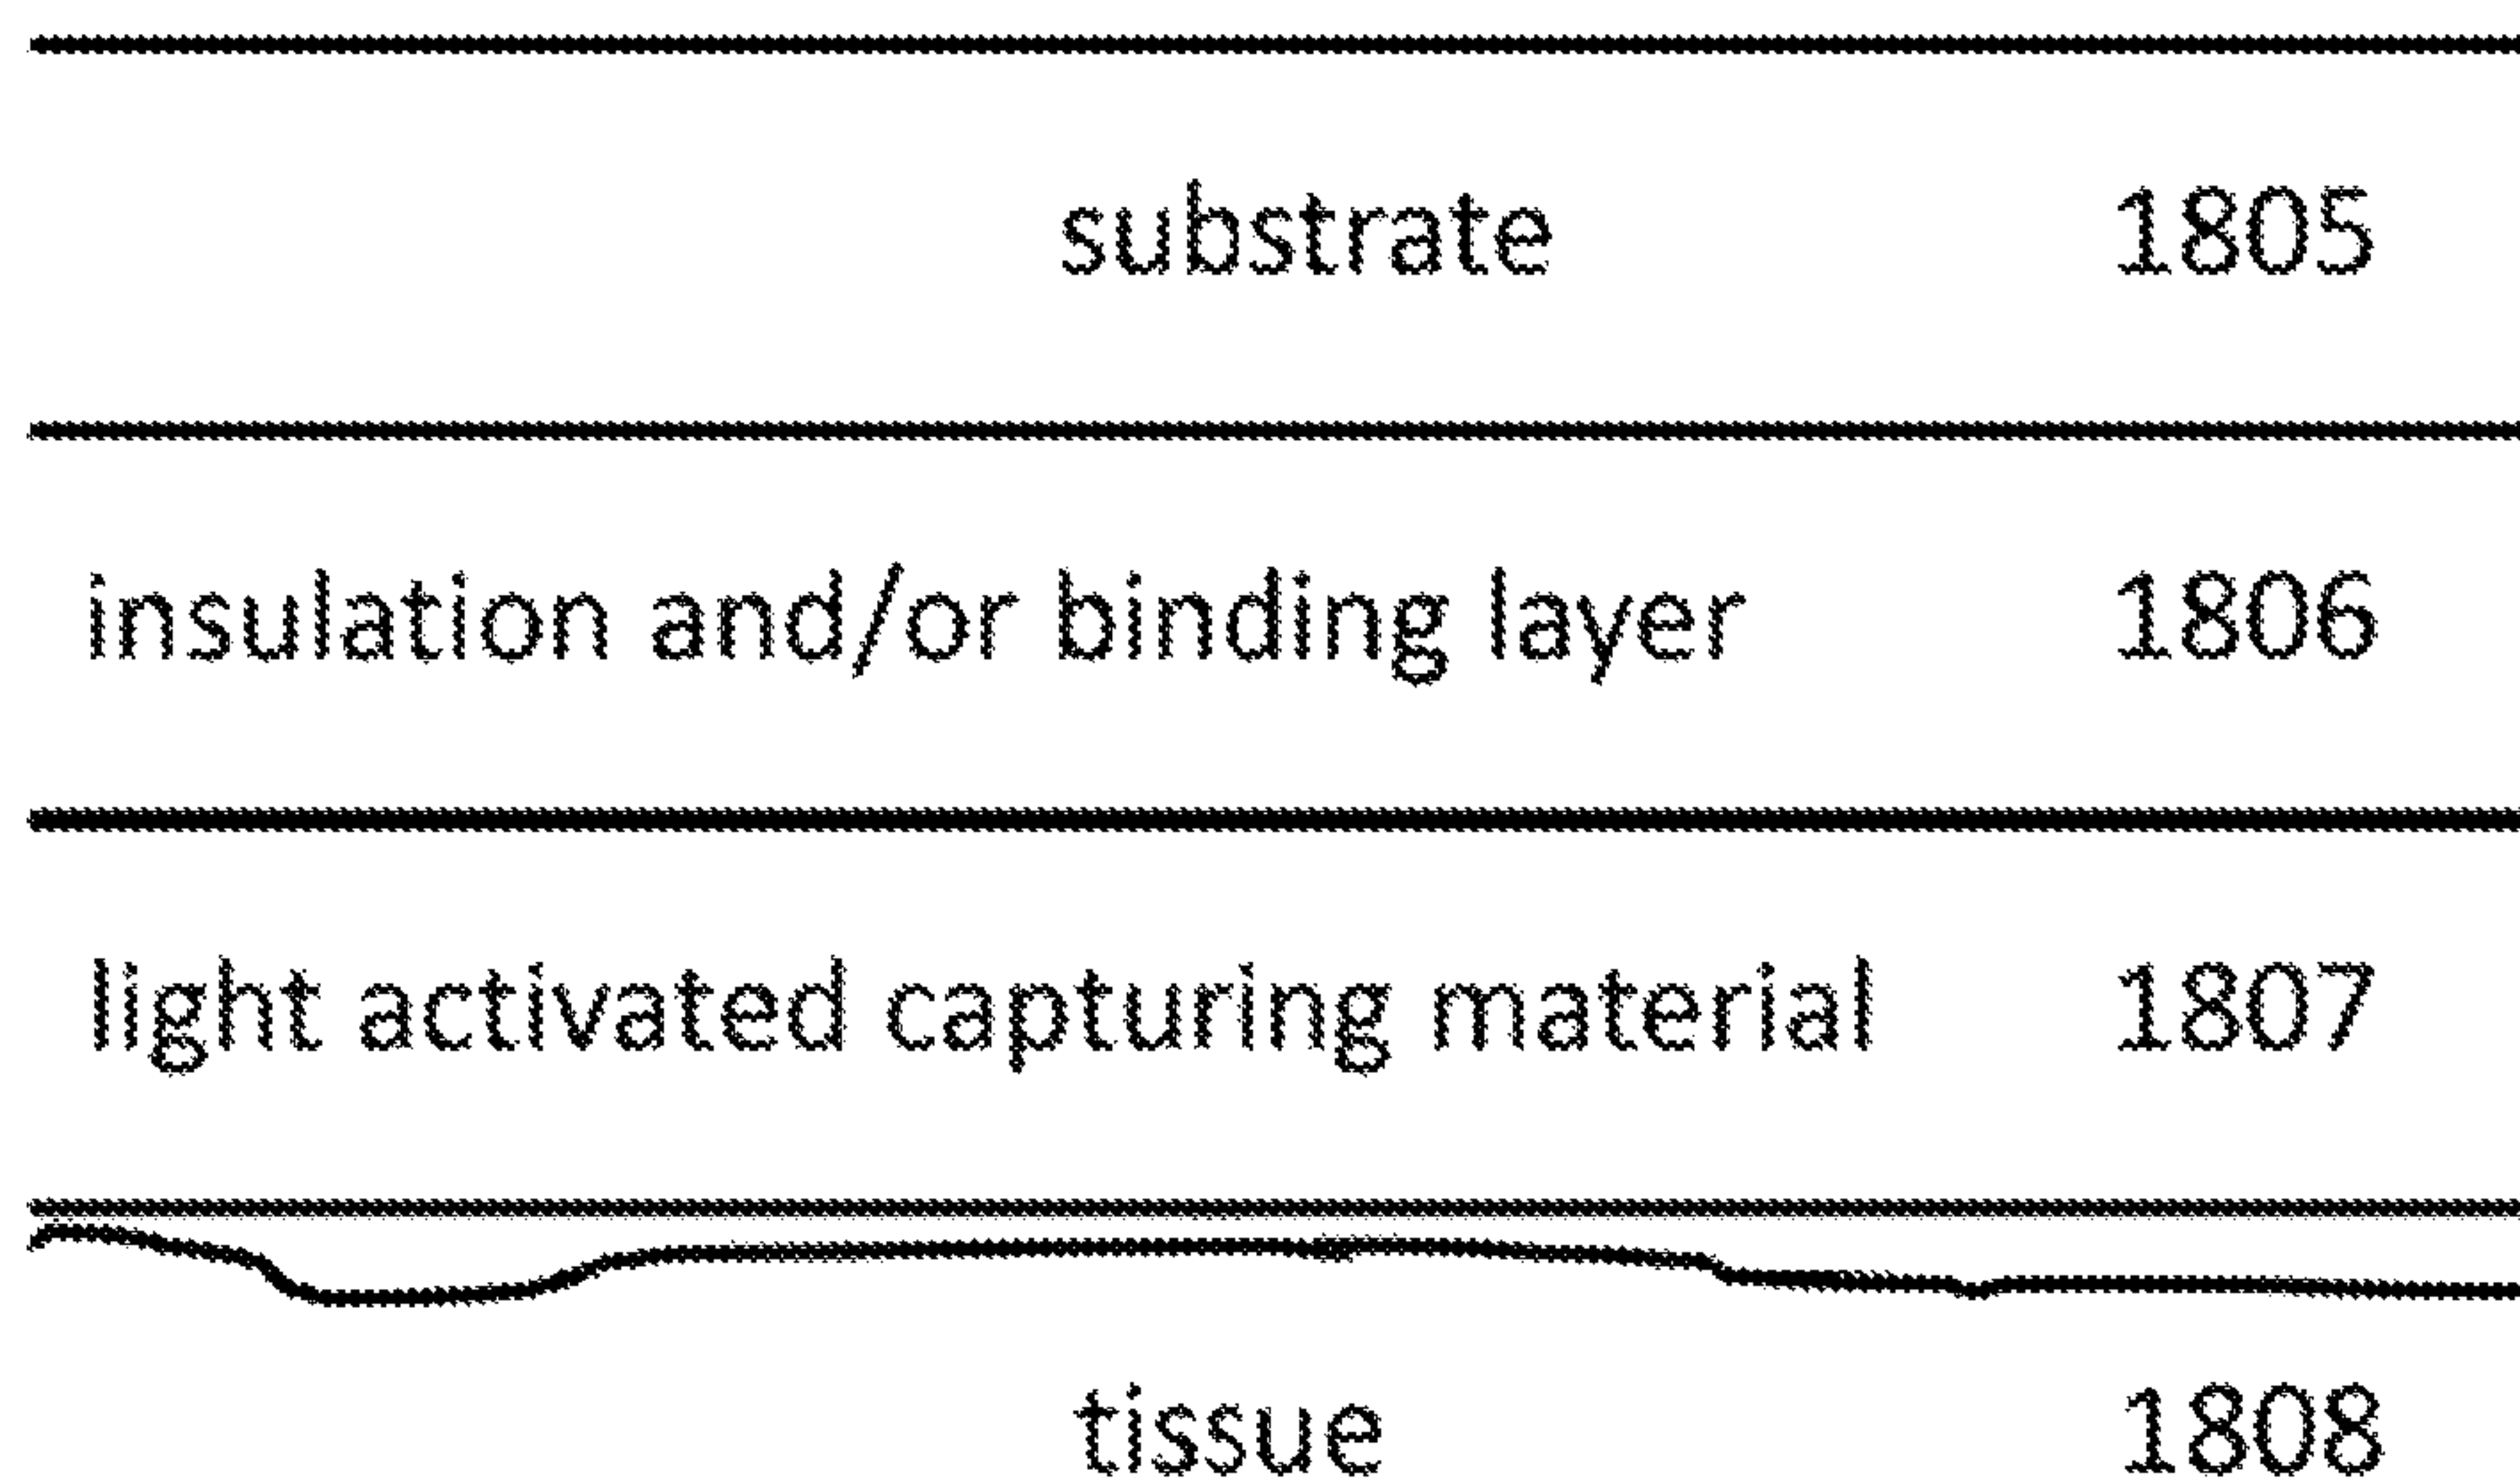 substrate 1805
insulation and/or binding layer 1806
light activated capturing material 1807
tissue 1808